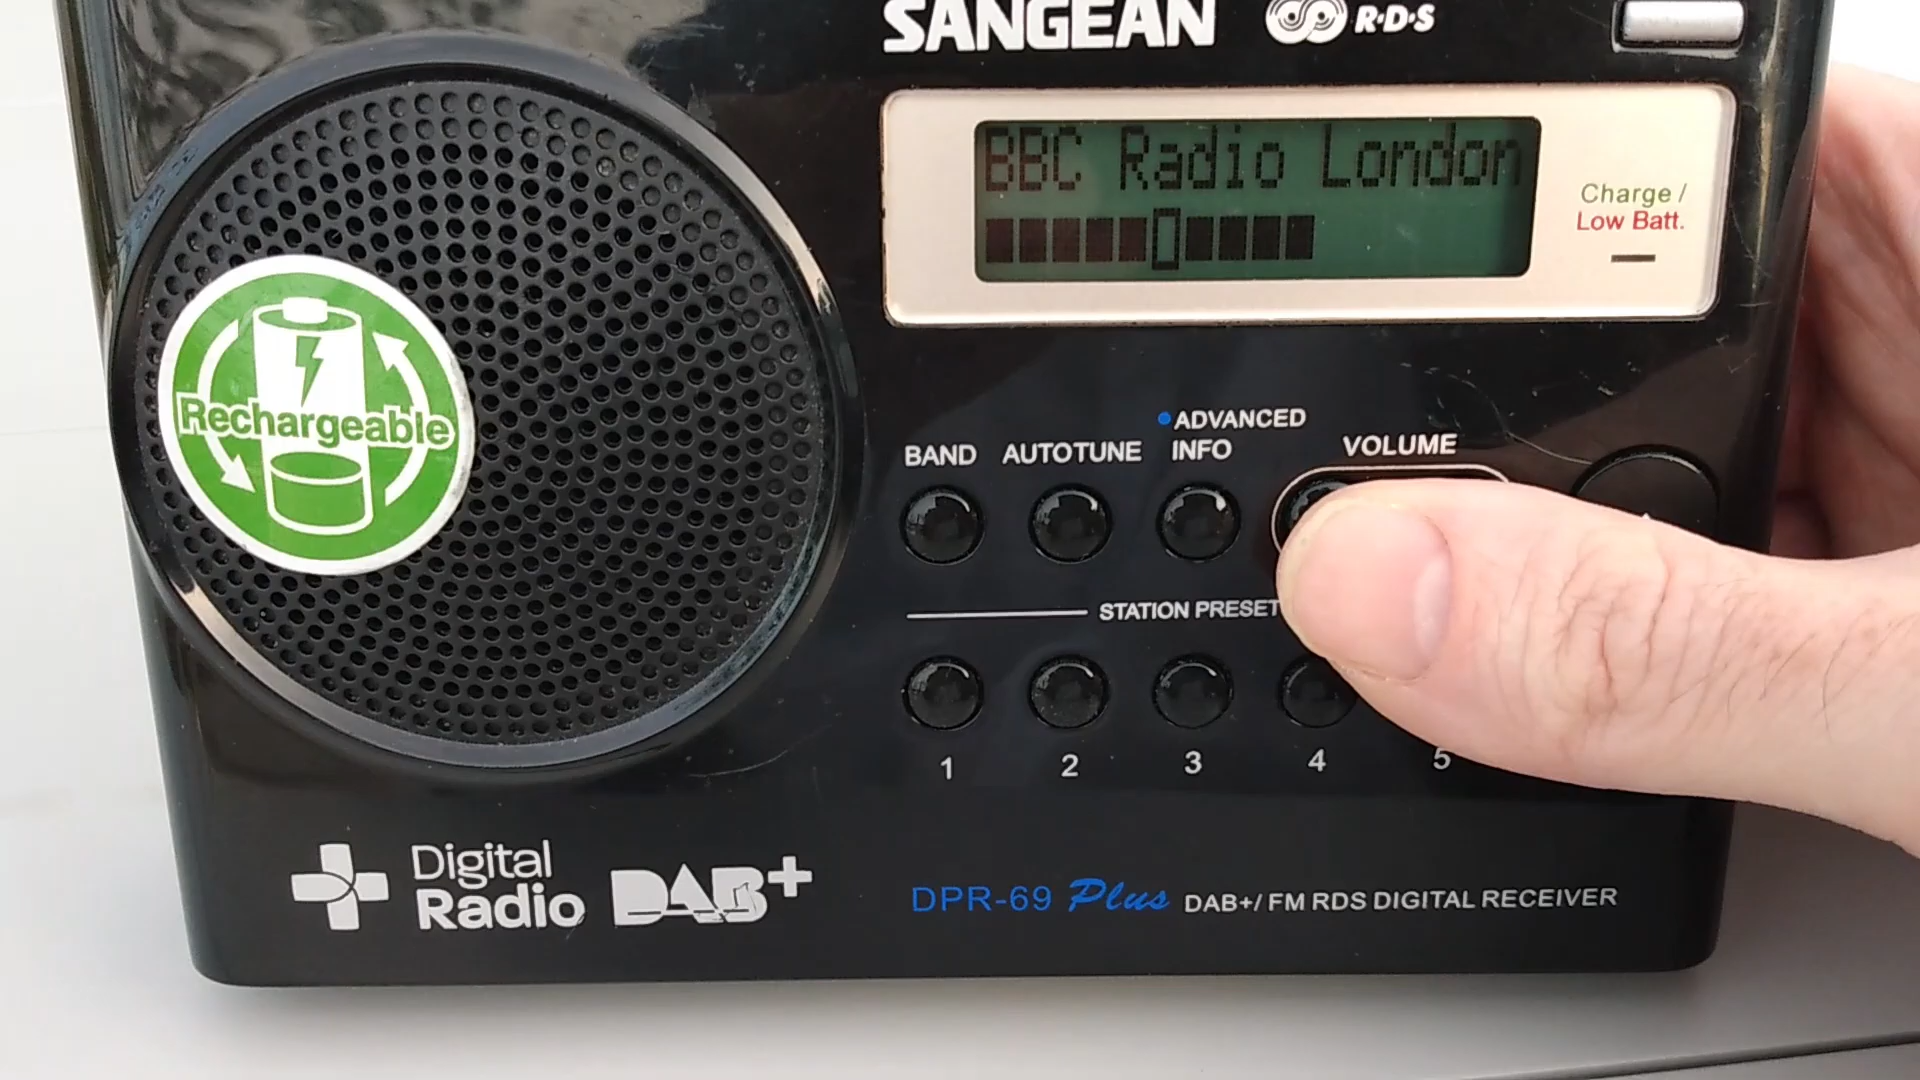 SANGEAN R·D·S
BBC Radio London
Charge /
Low Batt.
Rechargeable
ADVANCED
BAND AUTOTUNE INFO VOLUME
STATION PRESET
1 2 3 4 5
Digital
Radio DAB+
DPR-69 Plus DAB+/ FM RDS DIGITAL RECEIVER